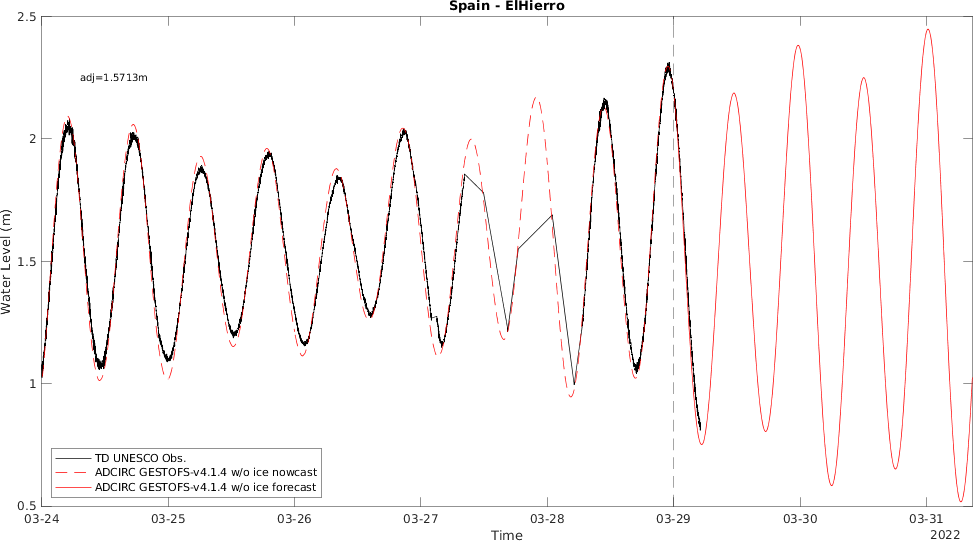 Spain - ElHierro
2.5
adj=1.5713m
2
1.5
1
0.5
Water Level (m)
TD UNESCO Obs.
ADCIRC GESTOFS-v4.1.4 w/o ice nowcast
ADCIRC GESTOFS-v4.1.4 w/o ice forecast
03-24 03-25 03-26 03-27 03-28 03-29 03-30 03-31
Time
2022